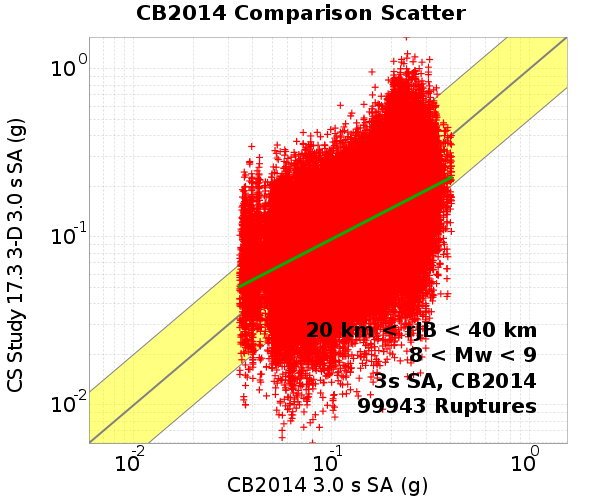 CB2014 Comparison Scatter
CS Study 17.3 3-D 3.0 s SA (g)
10^0
10^-1
10^-2
20 km < rJB < 40 km
8 < Mw < 9
3s SA, CB2014
99943 Ruptures
10^-2 10^-1 10^0
CB2014 3.0 s SA (g)